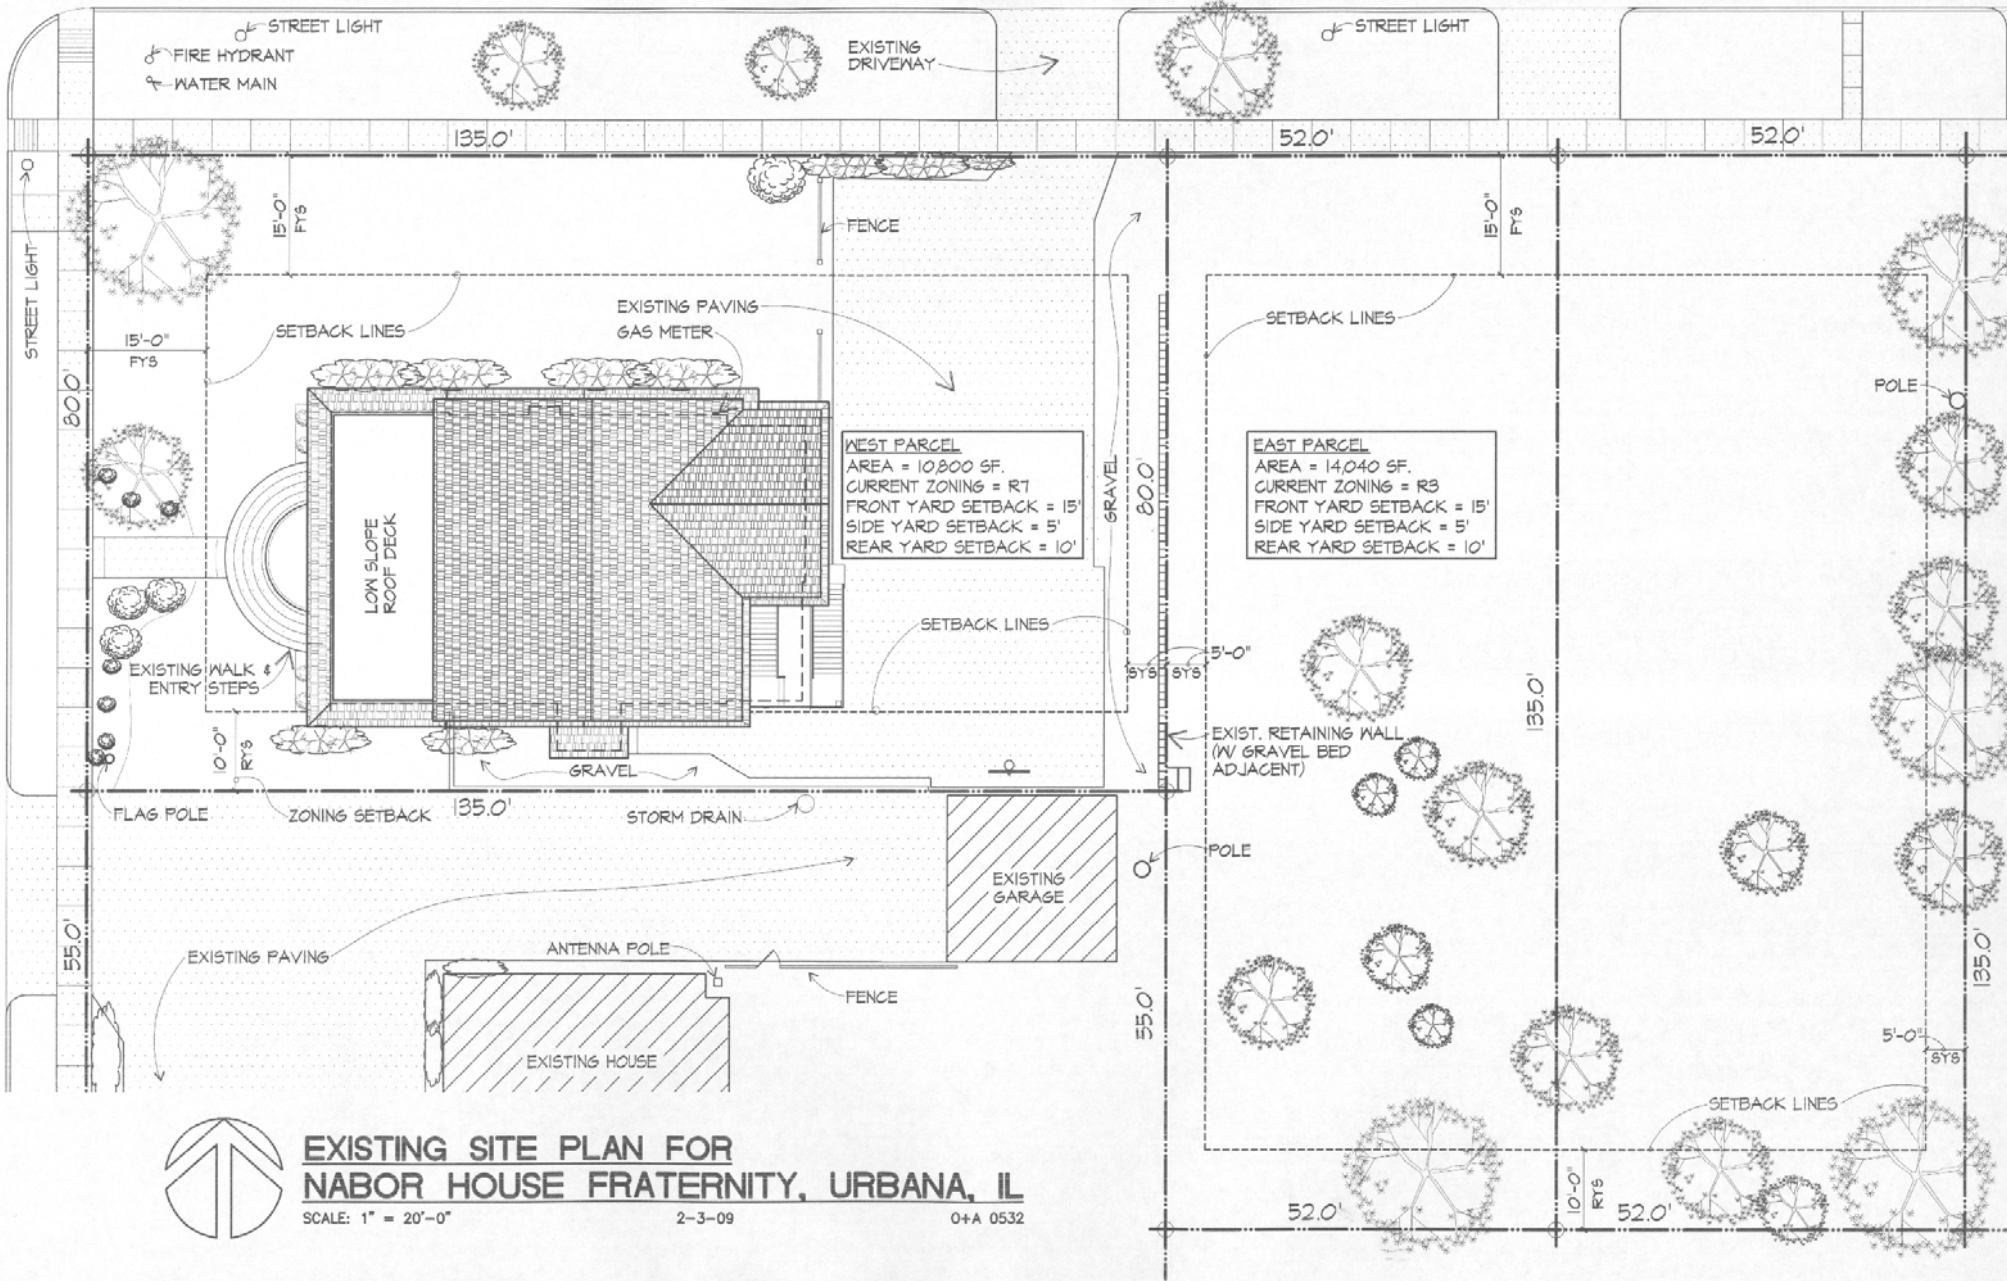 STREET LIGHT
FIRE HYDRANT
WATER MAIN
EXISTING
DRIVEWAY
STREET LIGHT
135.0'
52.0'
52.0'
STREET LIGHT
15'-0"
FYS
FENCE
15'-0"
FYS
SETBACK LINES
EXISTING PAVING
GAS METER
SETBACK LINES
15'-0"
FYS
80.0'
POLE
WEST PARCEL
AREA = 10,800 SF.
CURRENT ZONING = R7
FRONT YARD SETBACK = 15'
SIDE YARD SETBACK = 5'
REAR YARD SETBACK = 10'
GRAVEL
80.0'
EAST PARCEL
AREA = 14,040 SF.
CURRENT ZONING = R3
FRONT YARD SETBACK = 15'
SIDE YARD SETBACK = 5'
REAR YARD SETBACK = 10'
LOW SLOPE
ROOF DECK
SETBACK LINES
5'-0"
SYS
SYS
EXISTING WALK &
ENTRY STEPS
135.0'
10'-0"
RYS
EXIST. RETAINING WALL
(W/ GRAVEL BED
ADJACENT)
GRAVEL
FLAG POLE
ZONING SETBACK
135.0'
STORM DRAIN
POLE
EXISTING
GARAGE
55.0'
EXISTING PAVING
ANTENNA POLE
FENCE
55.0'
135.0'
EXISTING HOUSE
5'-0"
SYS
SETBACK LINES
EXISTING SITE PLAN FOR
NABOR HOUSE FRATERNITY, URBANA, IL
SCALE: 1" = 20'-0" 2-3-09 O+A 0532
52.0'
10'-0"
RYS
52.0'